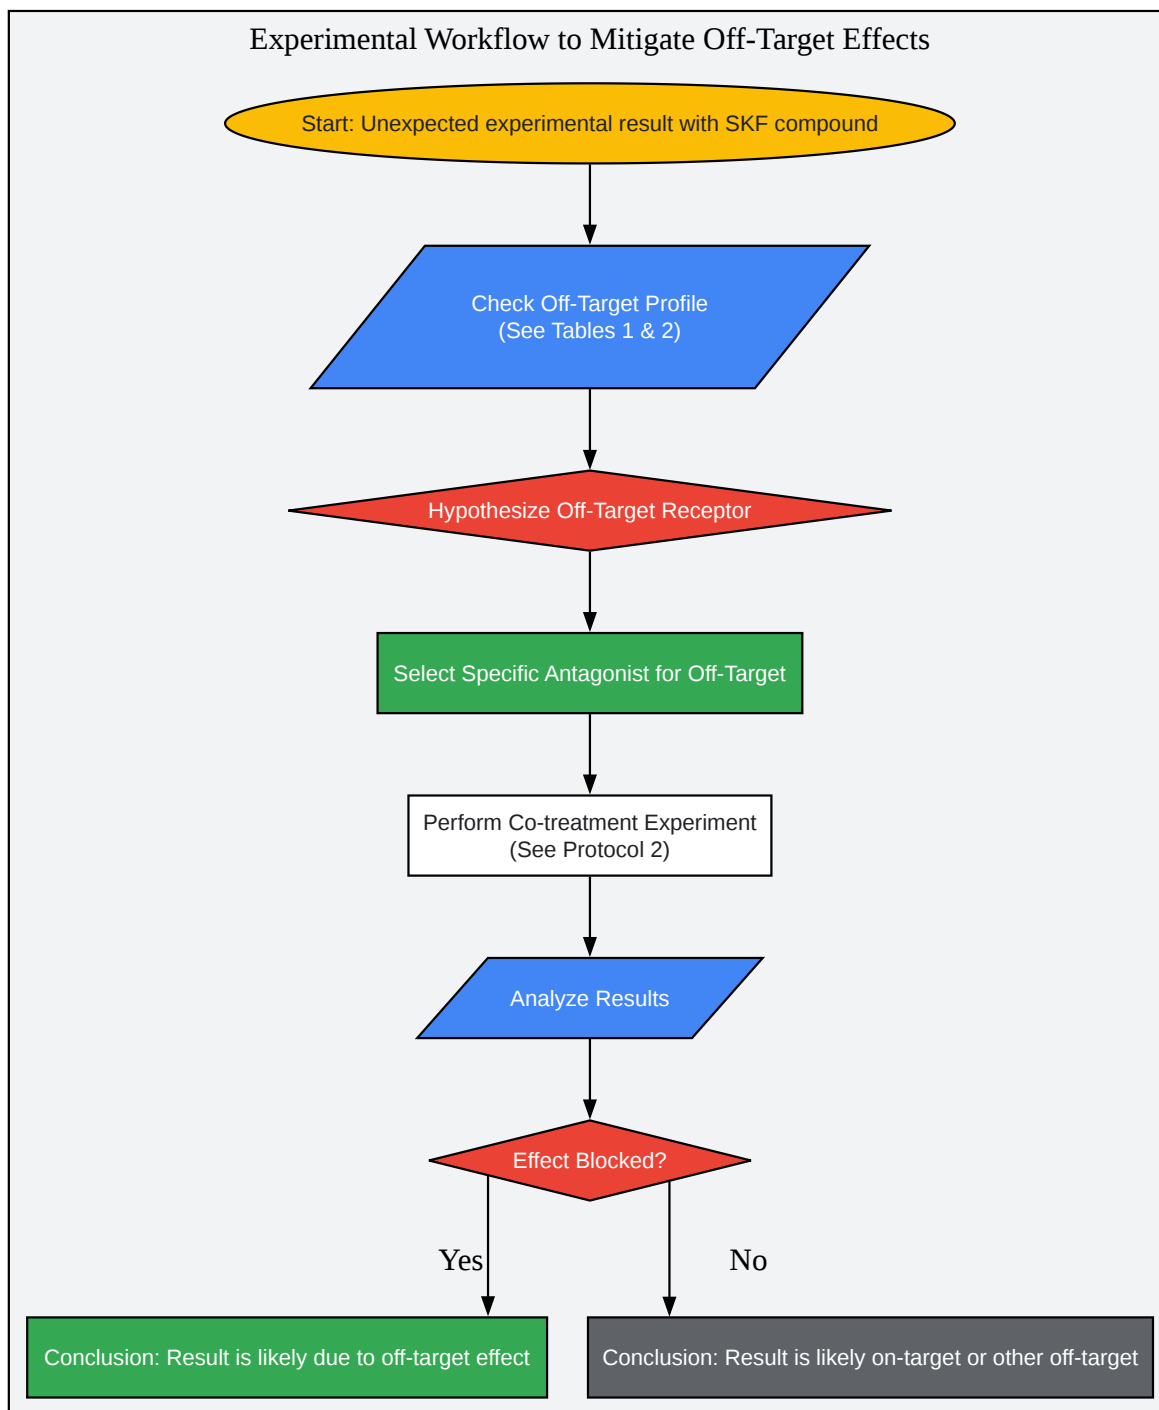 Experimental Workflow to Mitigate Off-Target Effects
Start: Unexpected experimental result with SKF compound
Check Off-Target Profile
(See Tables 1 & 2)
Hypothesize Off-Target Receptor
Select Specific Antagonist for Off-Target
Perform Co-treatment Experiment
(See Protocol 2)
Analyze Results
Effect Blocked?
Yes
No
Conclusion: Result is likely due to off-target effect
Conclusion: Result is likely on-target or other off-target